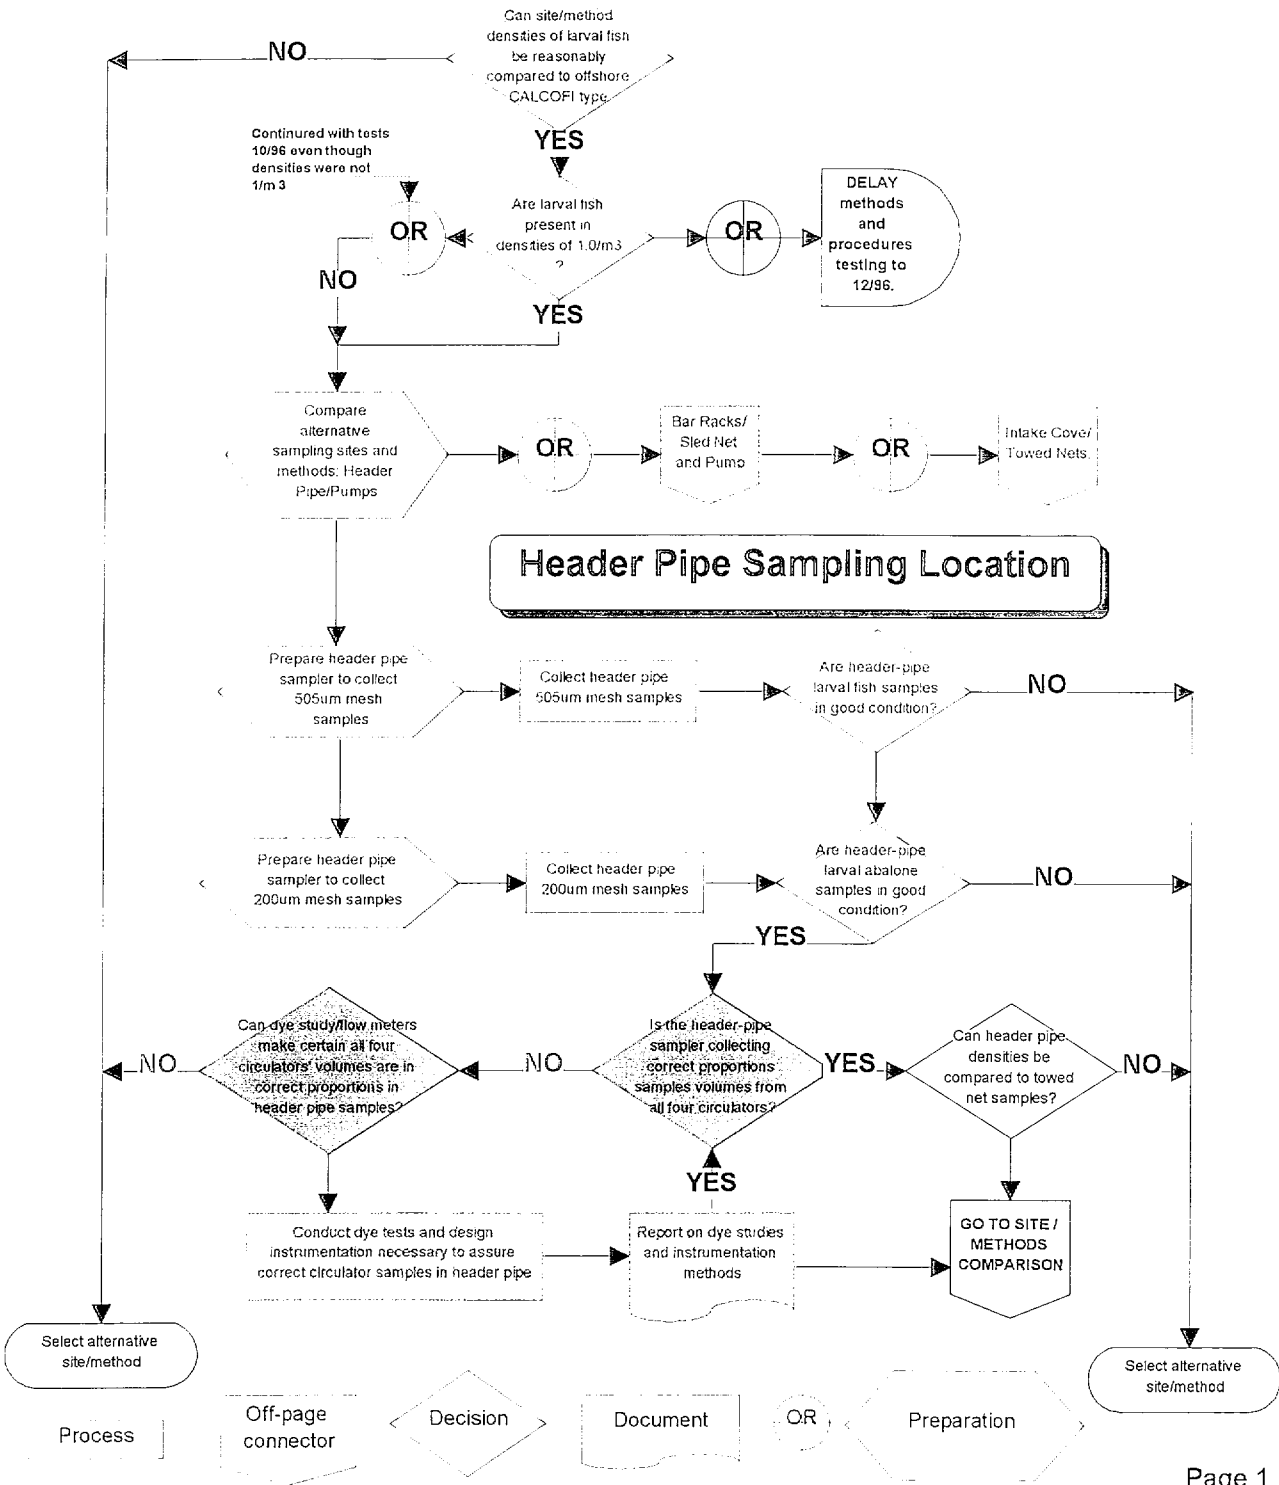 Can site/method
densities of larval fish
be reasonably
compared to offshore
CALCOFI type
NO
YES
Continured with tests
10/96 even though
densities were not
1/m 3
OR
Are larval fish
present in
densities of 1.0/m3
?
OR
DELAY
methods
and
procedures
testing to
12/96.
NO
YES
Compare
alternative
sampling sites and
methods: Header
Pipe/Pumps
OR
Bar Racks/
Sled Net
and Pump
OR
Intake Cove/
Towed Nets.
Header Pipe Sampling Location
Prepare header pipe
sampler to collect
505um mesh
samples
Collect header pipe
505um mesh samples
Are header-pipe
larval fish samples
in good condition?
NO
Prepare header pipe
sampler to collect
200um mesh samples
Collect header pipe
200um mesh samples
Are header-pipe
larval abalone
samples in good
condition?
NO
YES
NO
Can dye study/flow meters
make certain all four
circulators' volumes are in
correct proportions in
header pipe samples?
NO
Is the header-pipe
sampler collecting
correct proportions
samples volumes from
all four circulators?
YES
Can header pipe
densities be
compared to towed
net samples?
NO
YES
Conduct dye tests and design
instrumentation necessary to assure
correct circulator samples in header pipe
Report on dye studies
and instrumentation
methods
GO TO SITE /
METHODS
COMPARISON
Select alternative
site/method
Select alternative
site/method
Process
Off-page
connector
Decision
Document
OR
Preparation
Page 1